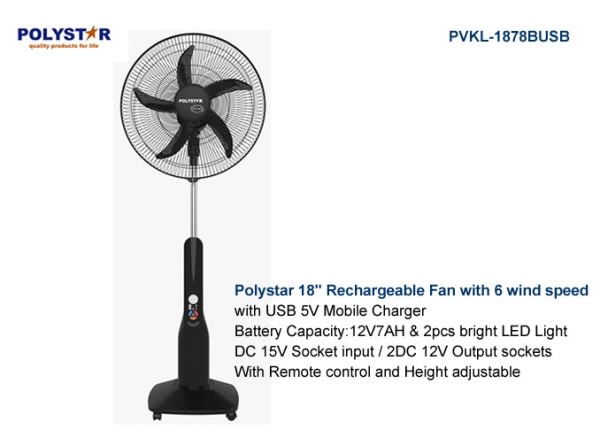 POLYSTAR
quality products for life
PVKL-1878BUSB
POLYSTAR
Polystar 18" Rechargeable Fan with 6 wind speed
with USB 5V Mobile Charger
Battery Capacity:12V7AH & 2pcs bright LED Light
DC 15V Socket input / 2DC 12V Output sockets
With Remote control and Height adjustable